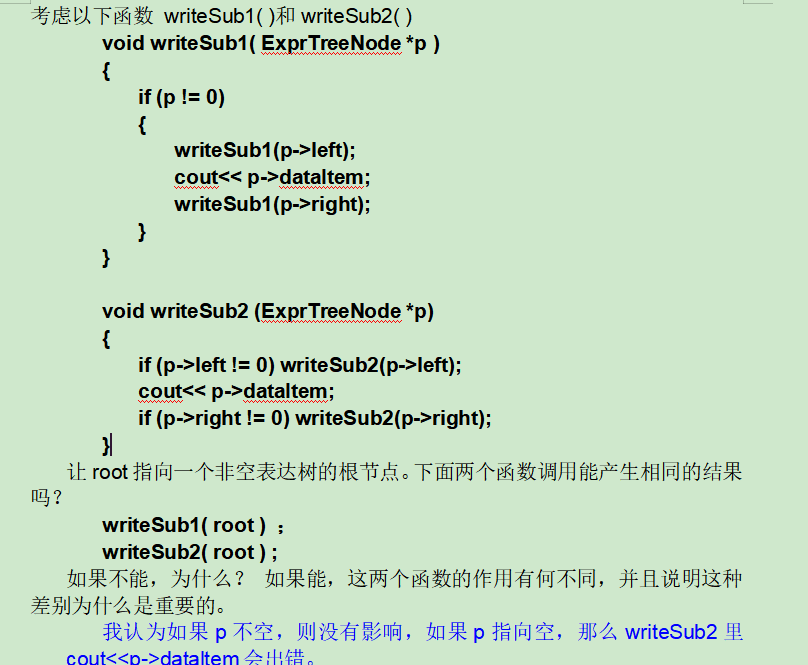 考虑以下函数 writeSub1( )和 writeSub2( )
void writeSub1( ExprTreeNode *p )
{
if (p != 0)
{
writeSub1(p->left);
cout<< p->dataItem;
writeSub1(p->right);
}
}
void writeSub2 (ExprTreeNode *p)
{
if (p->left != 0) writeSub2(p->left);
cout<< p->dataItem;
if (p->right != 0) writeSub2(p->right);
}
让 root 指向一个非空表达树的根节点。下面两个函数调用能产生相同的结果
吗？
writeSub1( root ) ；
writeSub2( root ) ;
如果不能，为什么？ 如果能，这两个函数的作用有何不同，并且说明这种
差别为什么是重要的。
我认为如果 p 不空，则没有影响，如果 p 指向空，那么 writeSub2 里
cout<<p->dataItem 会出错。